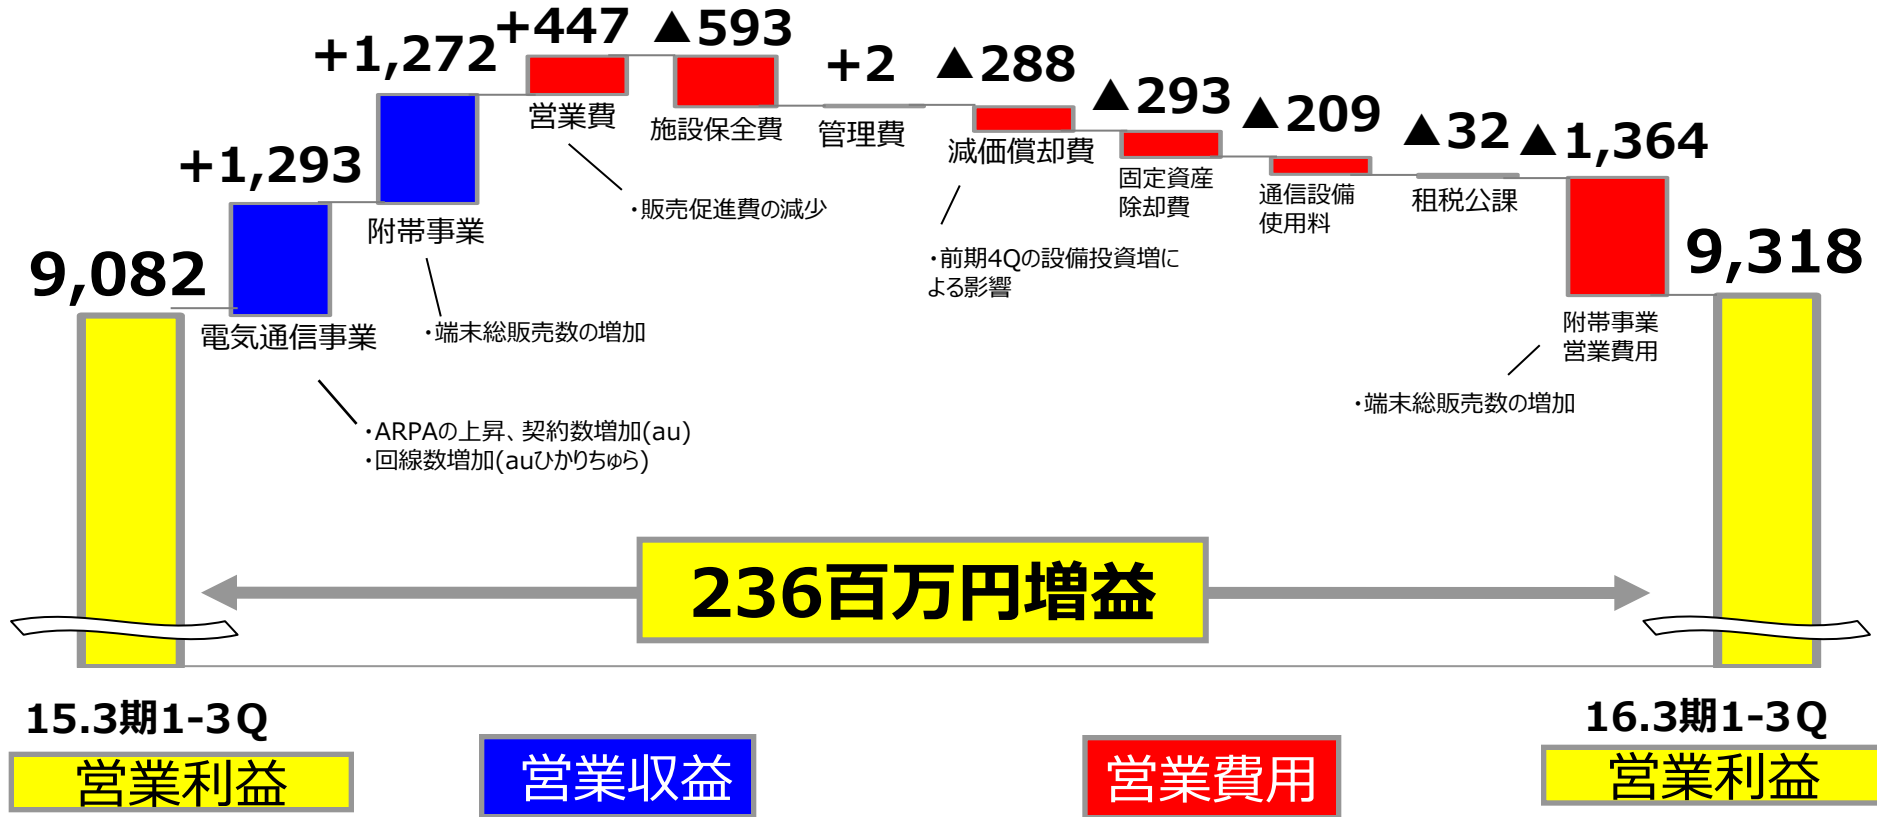 +447
▲593
+1,272
+2
▲288
▲293
▲209
▲32
▲1,364
+1,293
9,082
9,318
営業費
施設保全費
管理費
減価償却費
固定資産
除却費
通信設備
使用料
租税公課
附帯事業
電気通信事業
附帯事業
営業費用
・販売促進費の減少
・前期4Qの設備投資増に
よる影響
・端末総販売数の増加
・端末総販売数の増加
・ARPAの上昇、契約数増加(au)
・回線数増加(auひかりちゅら)
236百万円増益
15.3期1-3Q
16.3期1-3Q
営業利益
営業収益
営業費用
営業利益